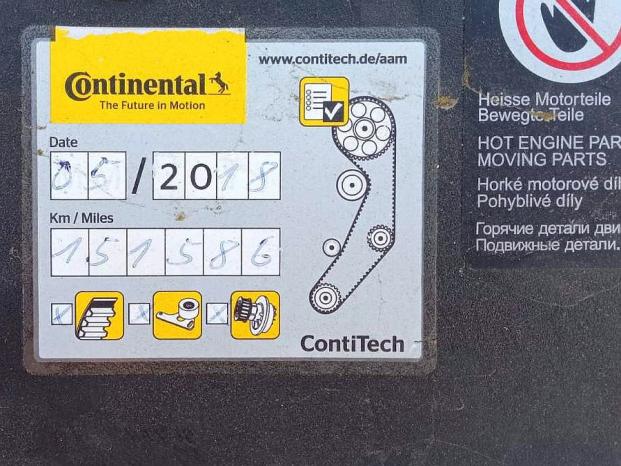 Continental
The Future in Motion
www.contitech.de/aam
Date
05/2018
Km / Miles
151586
ContiTech
Heisse Motorteile
Bewegte Teile
HOT ENGINE PAR
MOVING PARTS
Horké motorové díl
Pohyblivé díly
Горячие детали дви
Подвижные детали.